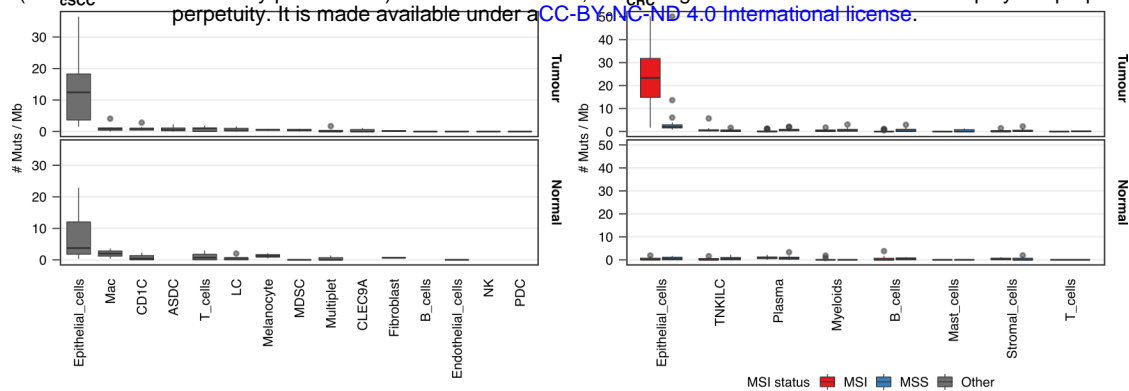 perpetuity. It is made available under aCC-BY-NC-ND 4.0 International license.
cSCC
CRC
# Muts / Mb
30
20
10
0
Tumour
30
20
10
0
Normal
Epithelial_cells
Mac
CD1C
ASDC
T_cells
LC
Melanocyte
MDSC
Multiplet
CLEC9A
Fibroblast
B_cells
Endothelial_cells
NK
PDC
# Muts / Mb
50
40
30
20
10
0
Tumour
50
40
30
20
10
0
Normal
Epithelial_cells
TNKILC
Plasma
Myeloids
B_cells
Mast_cells
Stromal_cells
T_cells
MSI status MSI MSS Other